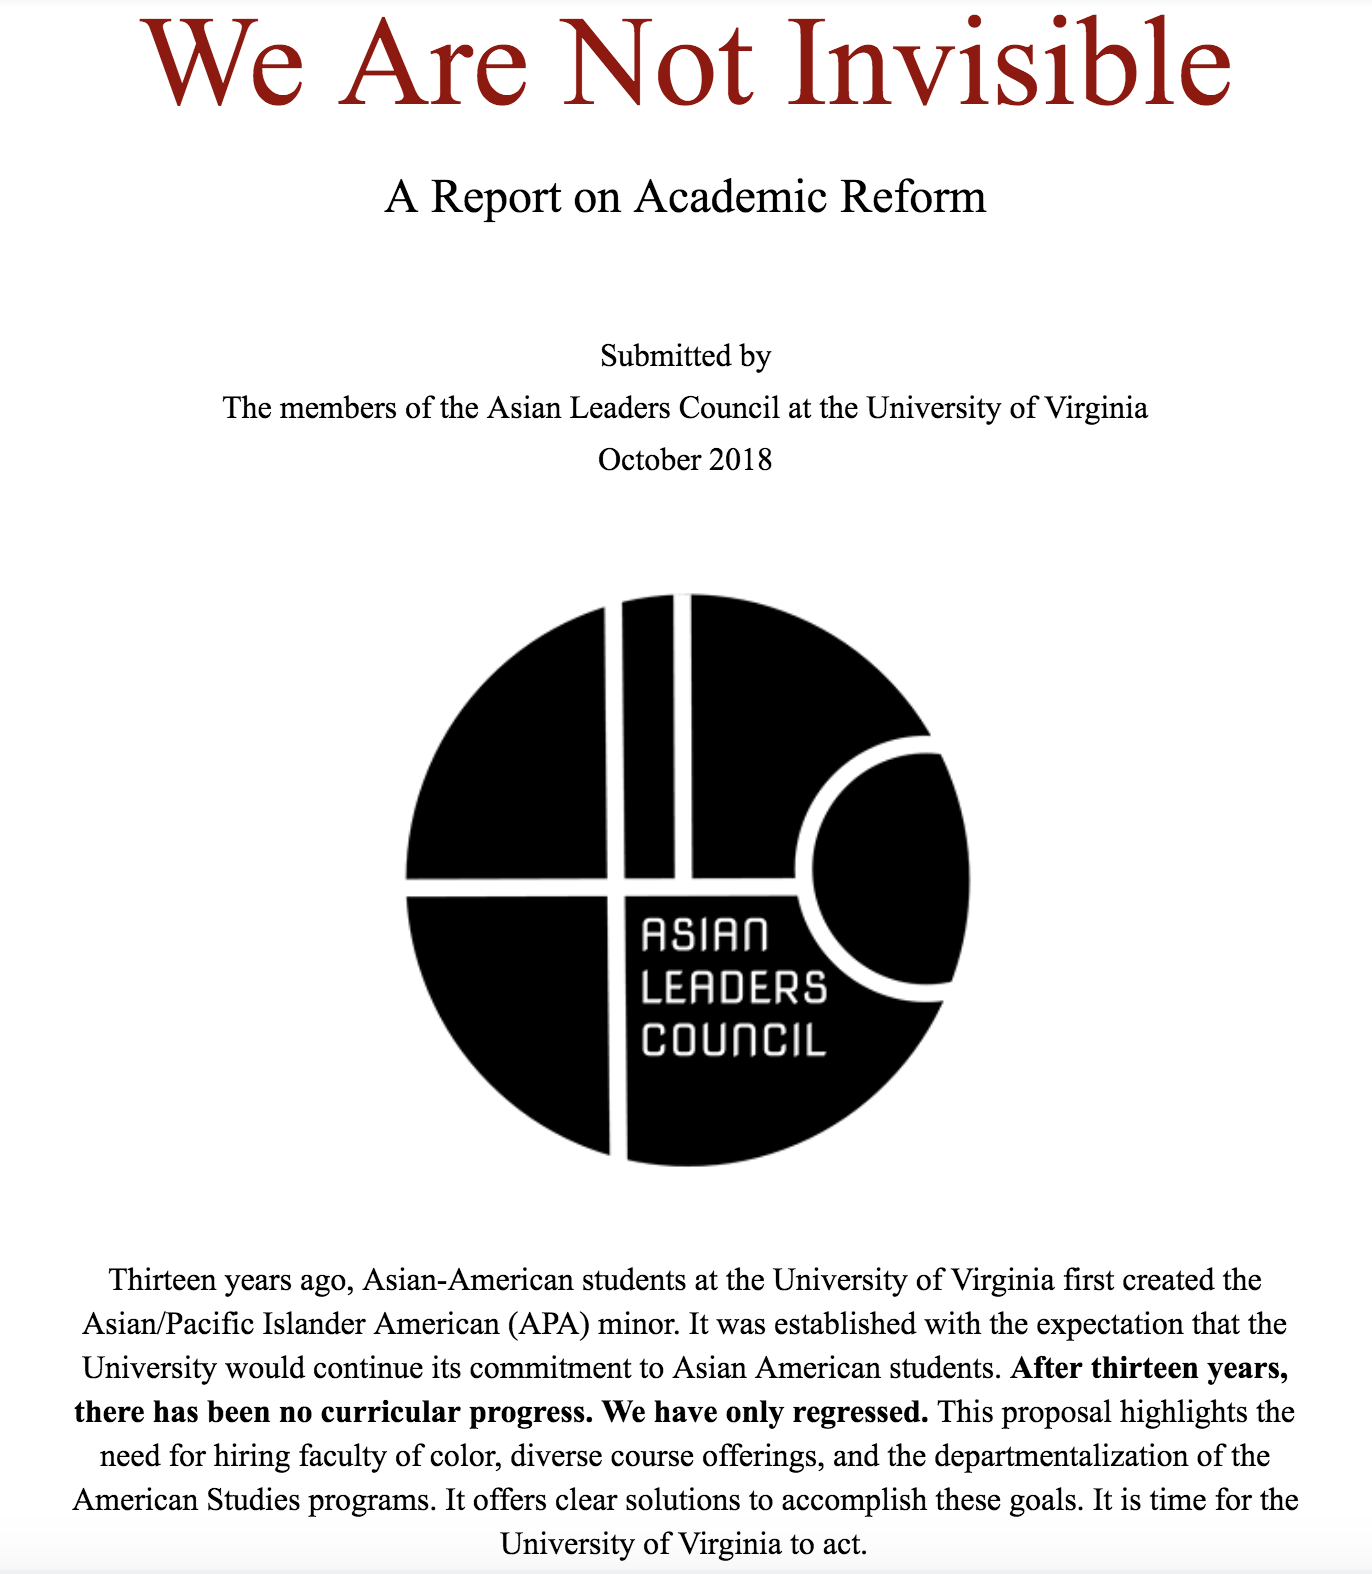 We Are Not Invisible
A Report on Academic Reform
Submitted by
The members of the Asian Leaders Council at the University of Virginia
October 2018
ASIAN
LEADERS
COUNCIL
Thirteen years ago, Asian-American students at the University of Virginia first created the
Asian/Pacific Islander American (APA) minor. It was established with the expectation that the
University would continue its commitment to Asian American students. After thirteen years,
there has been no curricular progress. We have only regressed. This proposal highlights the
need for hiring faculty of color, diverse course offerings, and the departmentalization of the
American Studies programs. It offers clear solutions to accomplish these goals. It is time for the
University of Virginia to act.